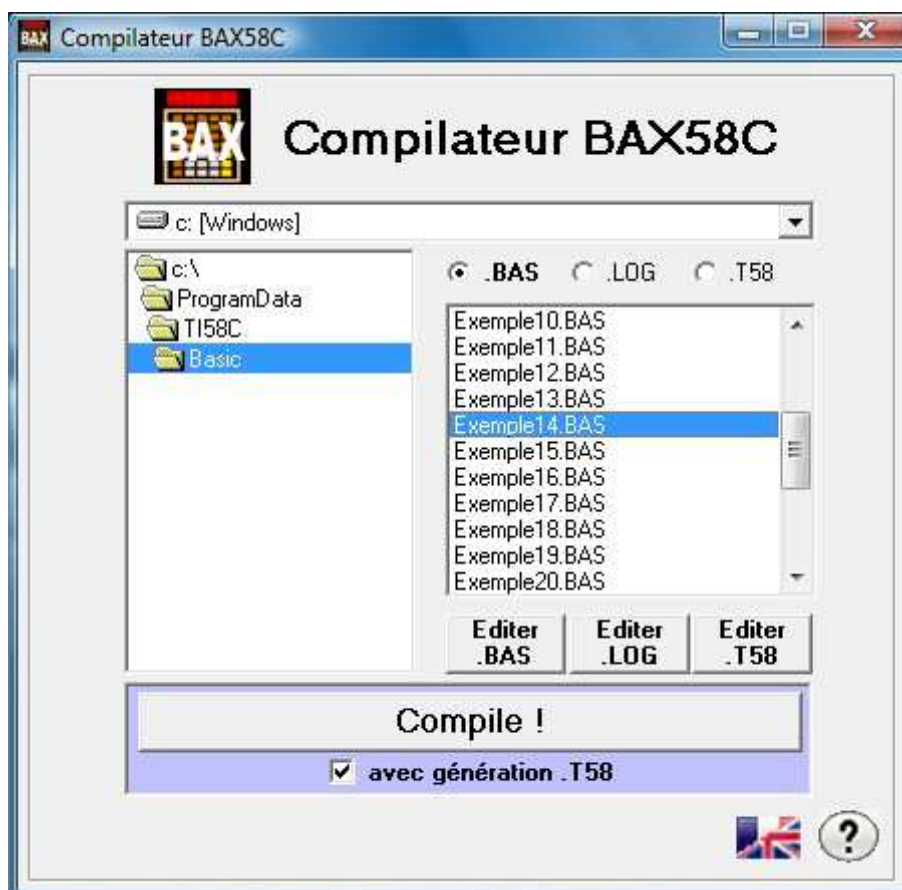 BAX Compilateur BAX58C
BAX Compilateur BAX58C
c: [Windows]
c:\
ProgramData
TI58C
Basic
.BAS .LOG .T58
Exemple10.BAS
Exemple11.BAS
Exemple12.BAS
Exemple13.BAS
Exemple14.BAS
Exemple15.BAS
Exemple16.BAS
Exemple17.BAS
Exemple18.BAS
Exemple19.BAS
Exemple20.BAS
Editer .BAS
Editer .LOG
Editer .T58
Compile !
avec génération .T58
?